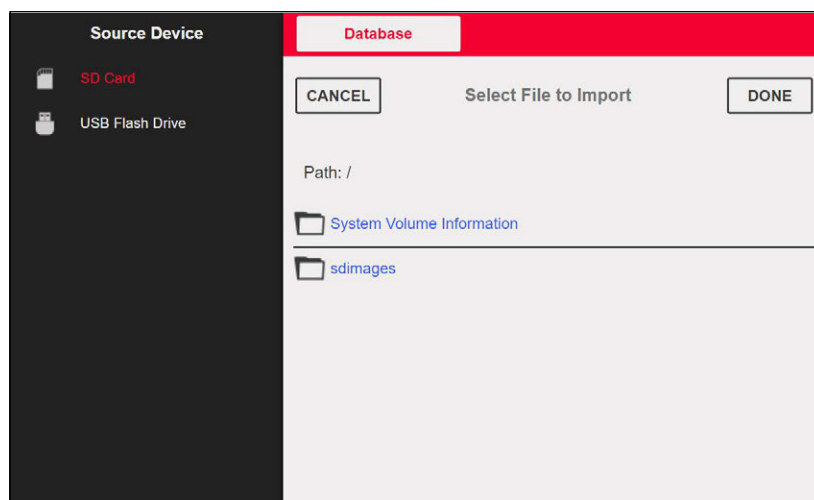 Source Device
SD Card
USB Flash Drive
Database
CANCEL
Select File to Import
DONE
Path: /
System Volume Information
sdimages